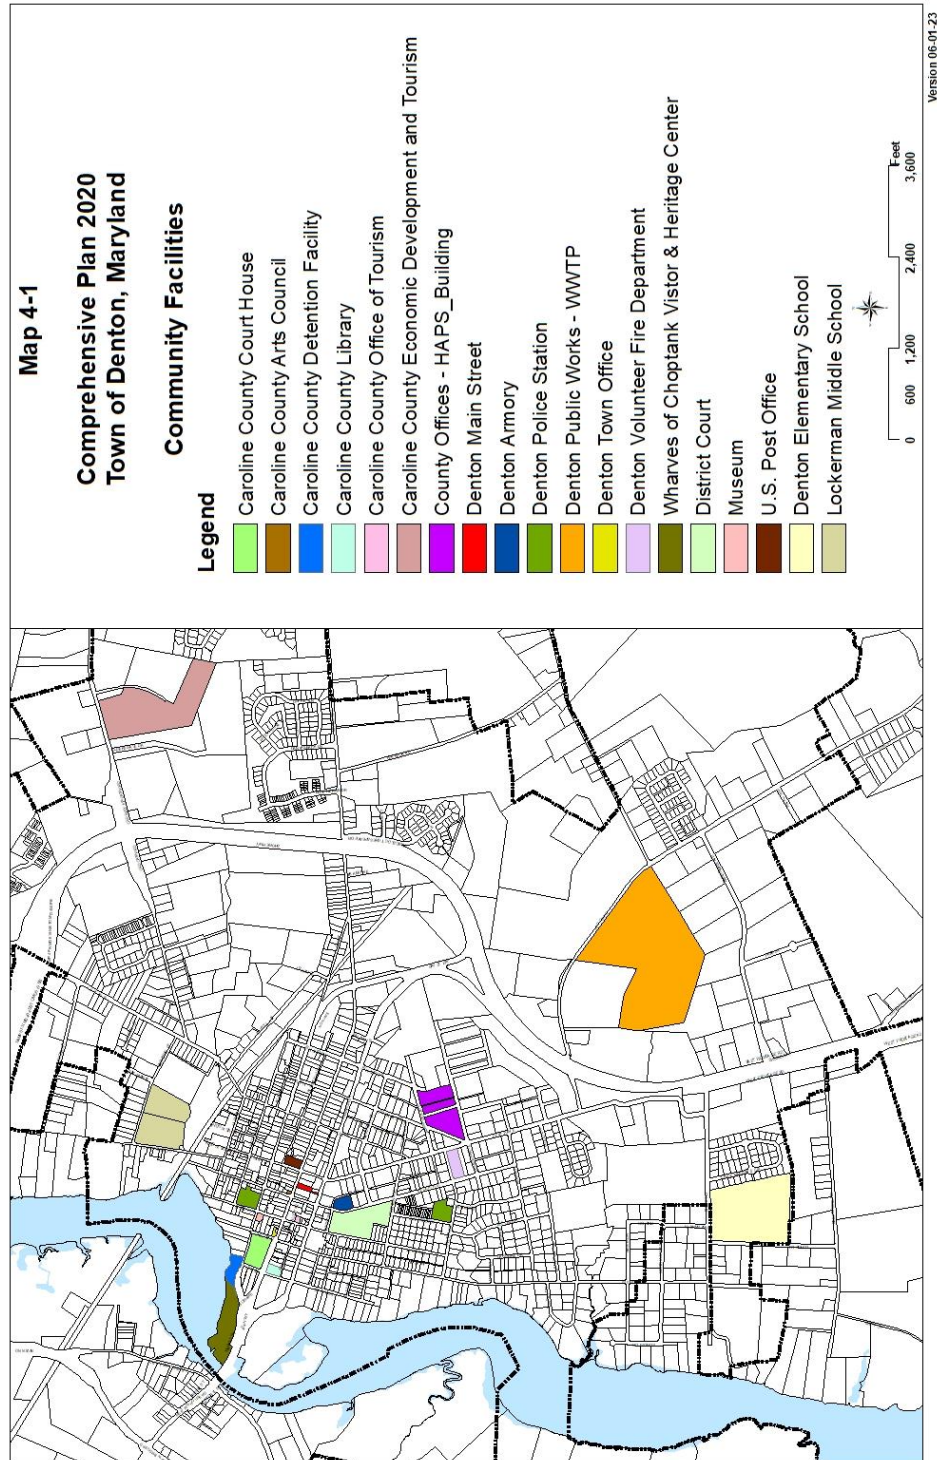 Map 4-1
Comprehensive Plan 2020
Town of Denton, Maryland
Community Facilities
Legend
Caroline County Court House
Caroline County Arts Council
Caroline County Detention Facility
Caroline County Library
Caroline County Office of Tourism
Caroline County Economic Development and Tourism
County Offices - HAPS_Building
Denton Main Street
Denton Armory
Denton Police Station
Denton Public Works - WWTP
Denton Town Office
Denton Volunteer Fire Department
Wharves of Choptank Vistor & Heritage Center
District Court
Museum
U.S. Post Office
Denton Elementary School
Lockerman Middle School
0 600 1,200 2,400 3,600
Feet
Version 06-01-23